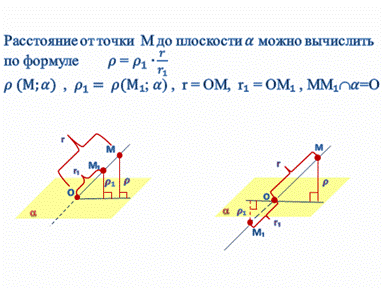 Расстояние от точки М до плоскости α можно вычислить
по формуле ρ = ρ₁ · r/r₁
ρ (М; α) , ρ₁ = ρ(М₁; α) , r = OM, r₁ = OM₁ , MM₁∩α=O
r
M
M₁
r₁
ρ₁
ρ
O
α
M
r
O
ρ
α
ρ₁
r₁
M₁